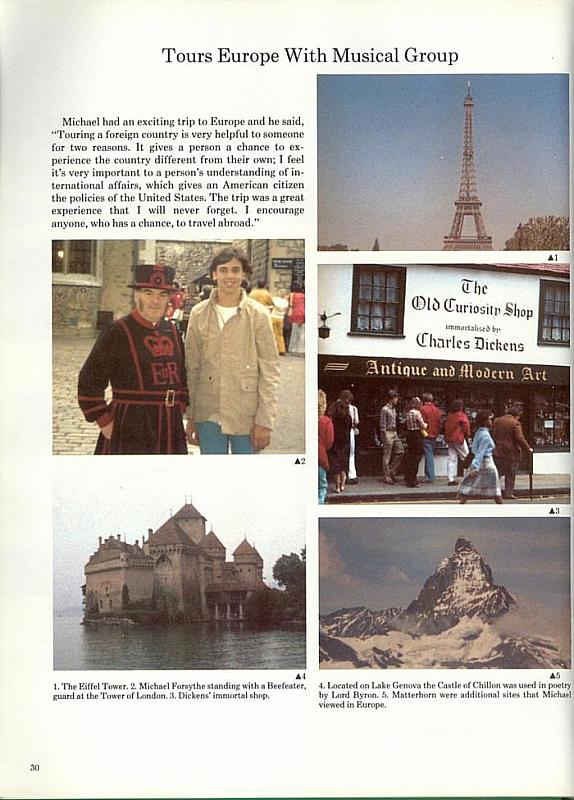 Tours Europe With Musical Group
Michael had an exciting trip to Europe and he said,
“Touring a foreign country is very helpful to someone
for two reasons. It gives a person a chance to ex-
perience the country different from their own; I feel
it's very important to a person's understanding of in-
ternational affairs, which gives an American citizen
the policies of the United States. The trip was a great
experience that I will never forget. I encourage
anyone, who has a chance, to travel abroad.”
▲1
E R
▲2
The
Old Curiosity Shop
immortalised by
Charles Dickens
Antique and Modern Art
▲3
▲4
▲5
1. The Eiffel Tower. 2. Michael Forsythe standing with a Beefeater,
guard at the Tower of London. 3. Dickens' immortal shop.
4. Located on Lake Genova the Castle of Chillon was used in poetry
by Lord Byron. 5. Matterhorn were additional sites that Michael
viewed in Europe.
30